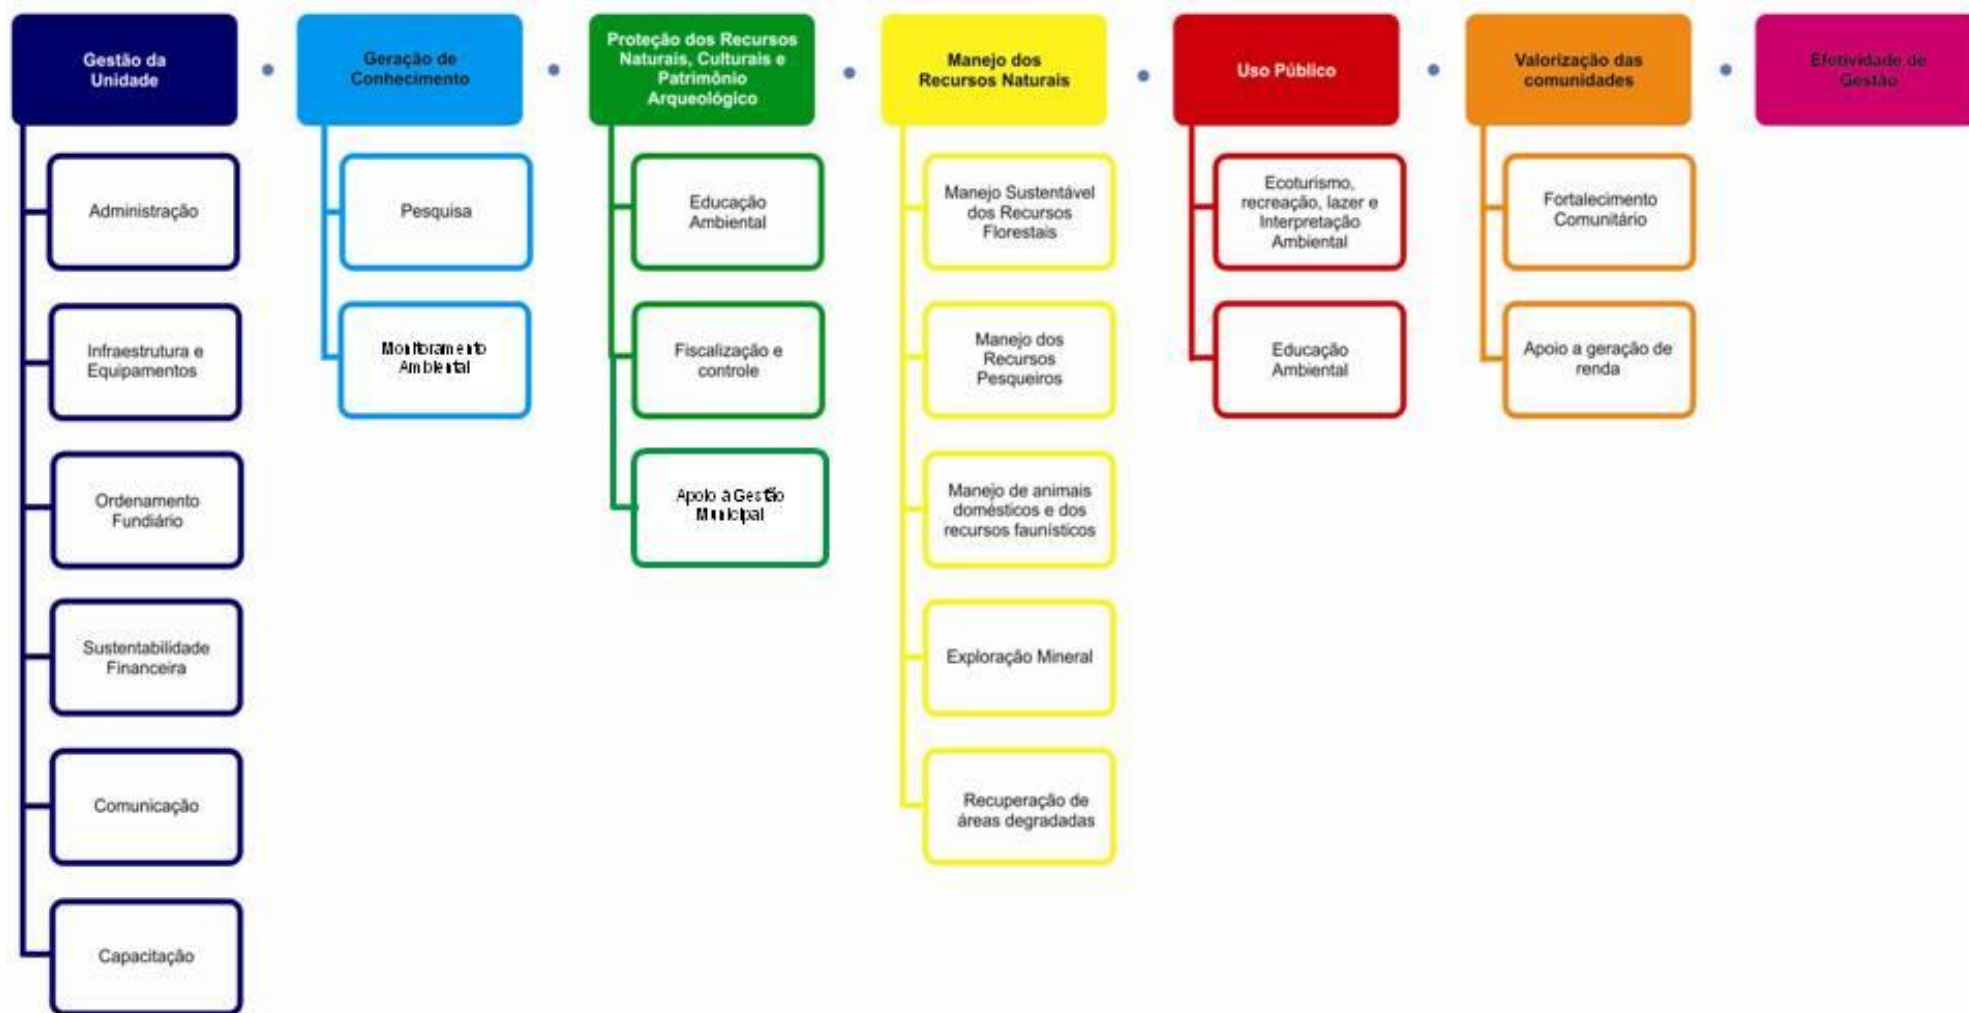 Gestão da
Unidade
Administração
Infraestrutura e
Equipamentos
Ordenamento
Fundiário
Sustentabilidade
Financeira
Comunicação
Capacitação
Geração de
Conhecimento
Pesquisa
Monitoramento
Ambiental
Proteção dos Recursos
Naturais, Culturais e
Patrimônio
Arqueológico
Educação
Ambiental
Fiscalização e
controle
Apoio à Gestão
Municipal
Manejo dos
Recursos Naturais
Manejo Sustentável
dos Recursos
Florestais
Manejo dos
Recursos
Pesqueiros
Manejo de animais
domésticos e dos
recursos faunísticos
Exploração Mineral
Recuperação de
áreas degradadas
Uso Público
Ecoturismo,
recreação, lazer e
Interpretação
Ambiental
Educação
Ambiental
Valorização das
comunidades
Fortalecimento
Comunitário
Apoio a geração de
renda
Efetividade de
Gestão